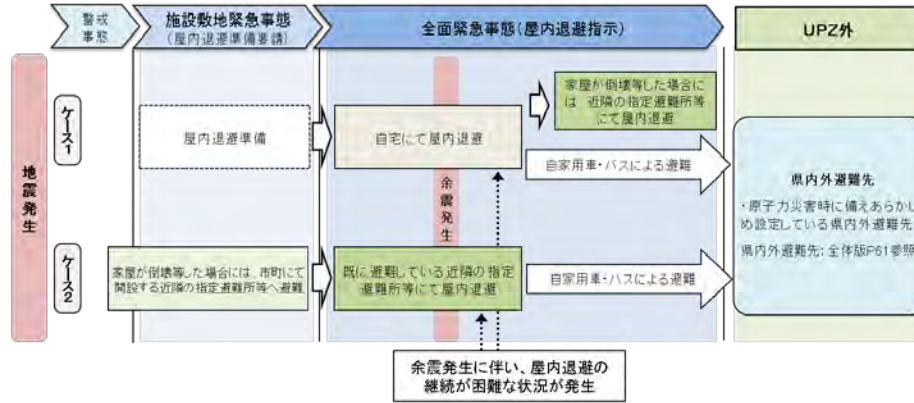 警戒
事態
施設敷地緊急事態
(屋内退避準備要請)
全面緊急事態(屋内退避指示)
UPZ外
地震発生
ケース1
屋内退避準備
自宅にて屋内退避
家屋が倒壊等した場合に
は 近隣の指定避難所等
にて屋内退避
自家用車・バスによる避難
余震発生
ケース2
家屋が倒壊等した場合には、市町にて
開設する近隣の指定避難所等へ避難
既に避難している近隣の指定
避難所等にて屋内退避
自家用車・バスによる避難
県内外避難先
・原子力災害時に備えあらかじ
め設定している県内外避難先
県内外避難先：全体版P61参照
余震発生に伴い、屋内退避の
継続が困難な状況が発生